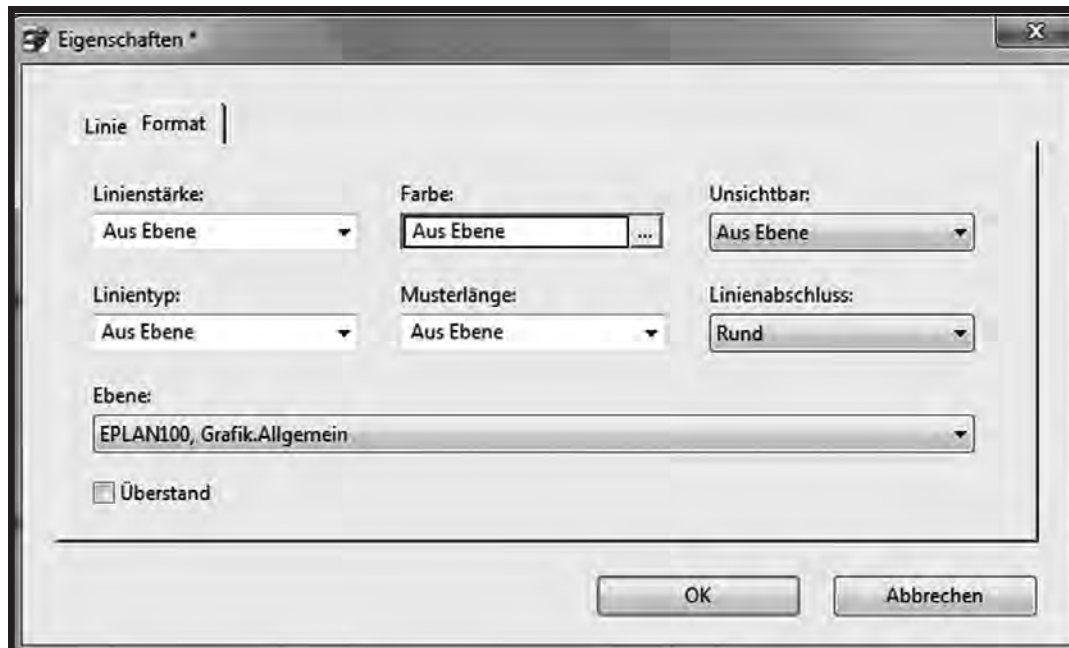 Eigenschaften *
Linie Format
Linienstärke: Farbe: Unsichtbar:
Aus Ebene Aus Ebene ... Aus Ebene
Linientyp: Musterlänge: Linienabschluss:
Aus Ebene Aus Ebene Rund
Ebene:
EPLAN100, Grafik.Allgemein
Überstand
OK Abbrechen